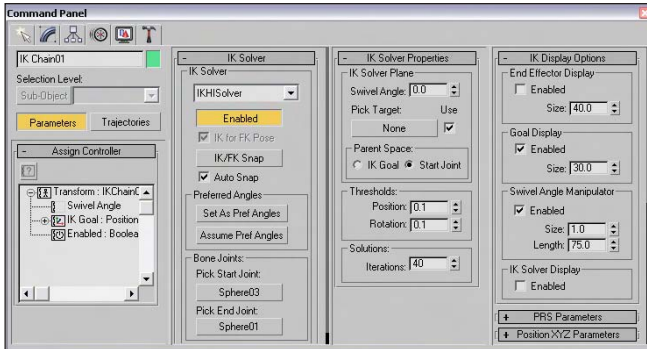 Command Panel
IK Chain01
Selection Level:
Sub-Object
Parameters
Trajectories
- Assign Controller
Transform : IKChainC
Swivel Angle
IK Goal : Position
Enabled : Boolea
- IK Solver
IK Solver
IKHISolver
Enabled
IK for FK Pose
IK/FK Snap
Auto Snap
Preferred Angles
Set As Pref Angles
Assume Pref Angles
Bone Joints:
Pick Start Joint:
Sphere03
Pick End Joint:
Sphere01
- IK Solver Properties
IK Solver Plane
Swivel Angle: 0.0
Pick Target: Use
None
Parent Space:
IK Goal Start Joint
Thresholds:
Position: 0.1
Rotation: 0.1
Solutions:
Iterations: 40
- IK Display Options
End Effector Display
Enabled
Size: 40.0
Goal Display
Enabled
Size: 30.0
Swivel Angle Manipulator
Enabled
Size: 1.0
Length: 75.0
IK Solver Display
Enabled
+ PRS Parameters
+ Position XYZ Parameters